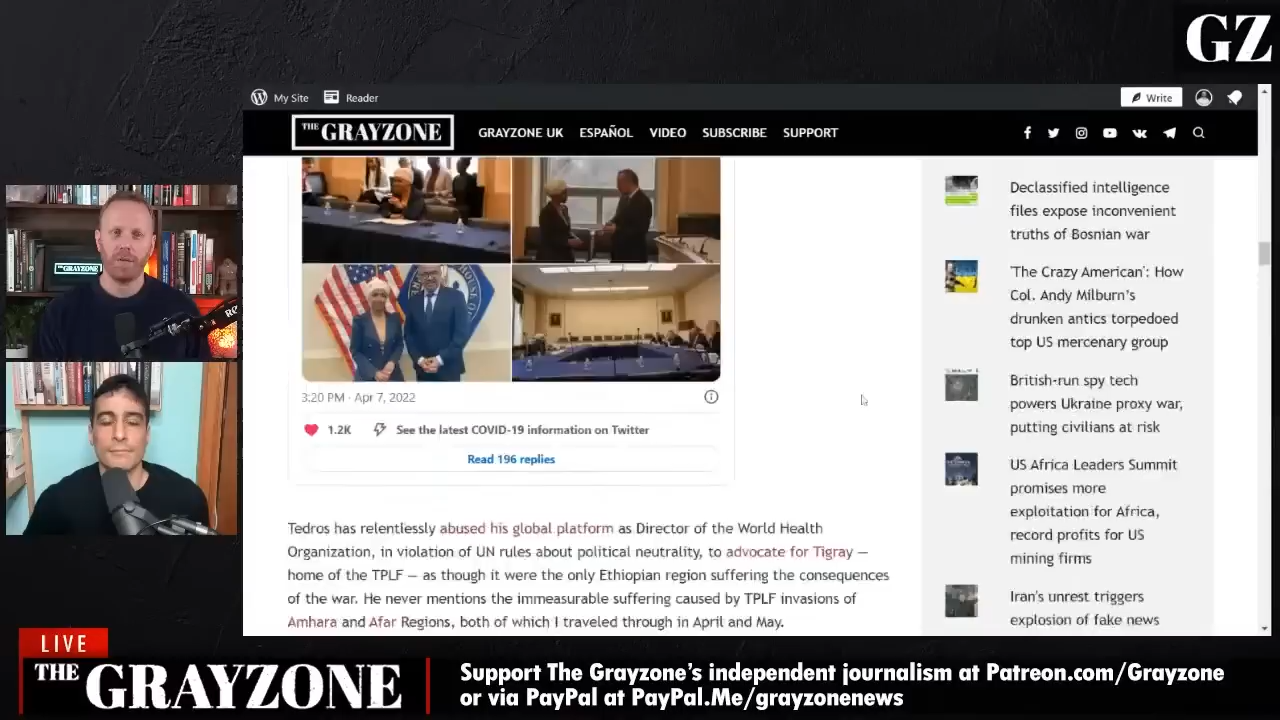 GZ
My Site
Reader
Write
THE GRAYZONE
GRAYZONE UK
ESPAÑOL
VIDEO
SUBSCRIBE
SUPPORT
3:20 PM · Apr 7, 2022
1.2K
See the latest COVID-19 information on Twitter
Read 196 replies
Tedros has relentlessly abused his global platform as Director of the World Health
Organization, in violation of UN rules about political neutrality, to advocate for Tigray —
home of the TPLF — as though it were the only Ethiopian region suffering the consequences
of the war. He never mentions the immeasurable suffering caused by TPLF invasions of
Amhara and Afar Regions, both of which I traveled through in April and May.
Declassified intelligence
files expose inconvenient
truths of Bosnian war
'The Crazy American': How
Col. Andy Milburn's
drunken antics torpedoed
top US mercenary group
British-run spy tech
powers Ukraine proxy war,
putting civilians at risk
US Africa Leaders Summit
promises more
exploitation for Africa,
record profits for US
mining firms
Iran's unrest triggers
explosion of fake news
THE GRAYZONE
LIVE
THE GRAYZONE
Support The Grayzone's independent journalism at Patreon.com/Grayzone
or via PayPal at PayPal.Me/grayzonenews